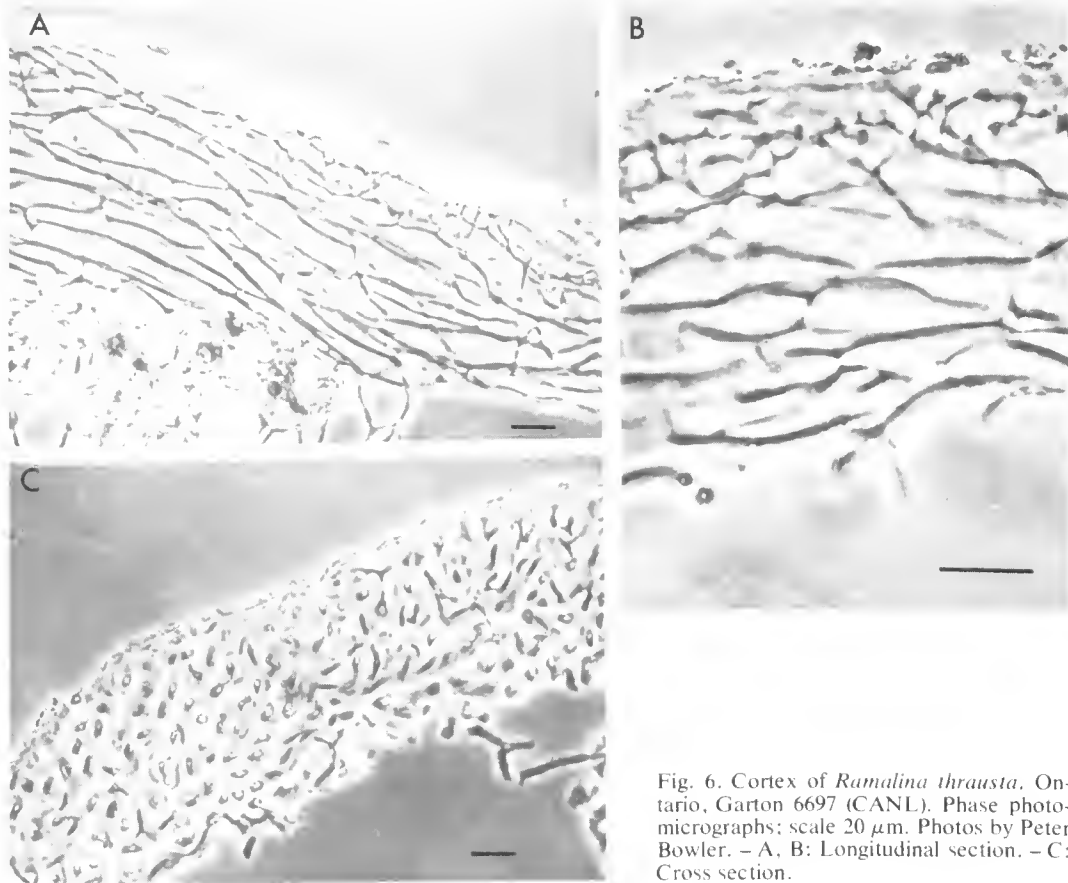 A
B
C
Fig. 6. Cortex of Ramalina thrausta. On-
tario, Garton 6697 (CANL). Phase photo-
micrographs; scale 20 μm. Photos by Peter
Bowler. – A, B: Longitudinal section. – C:
Cross section.